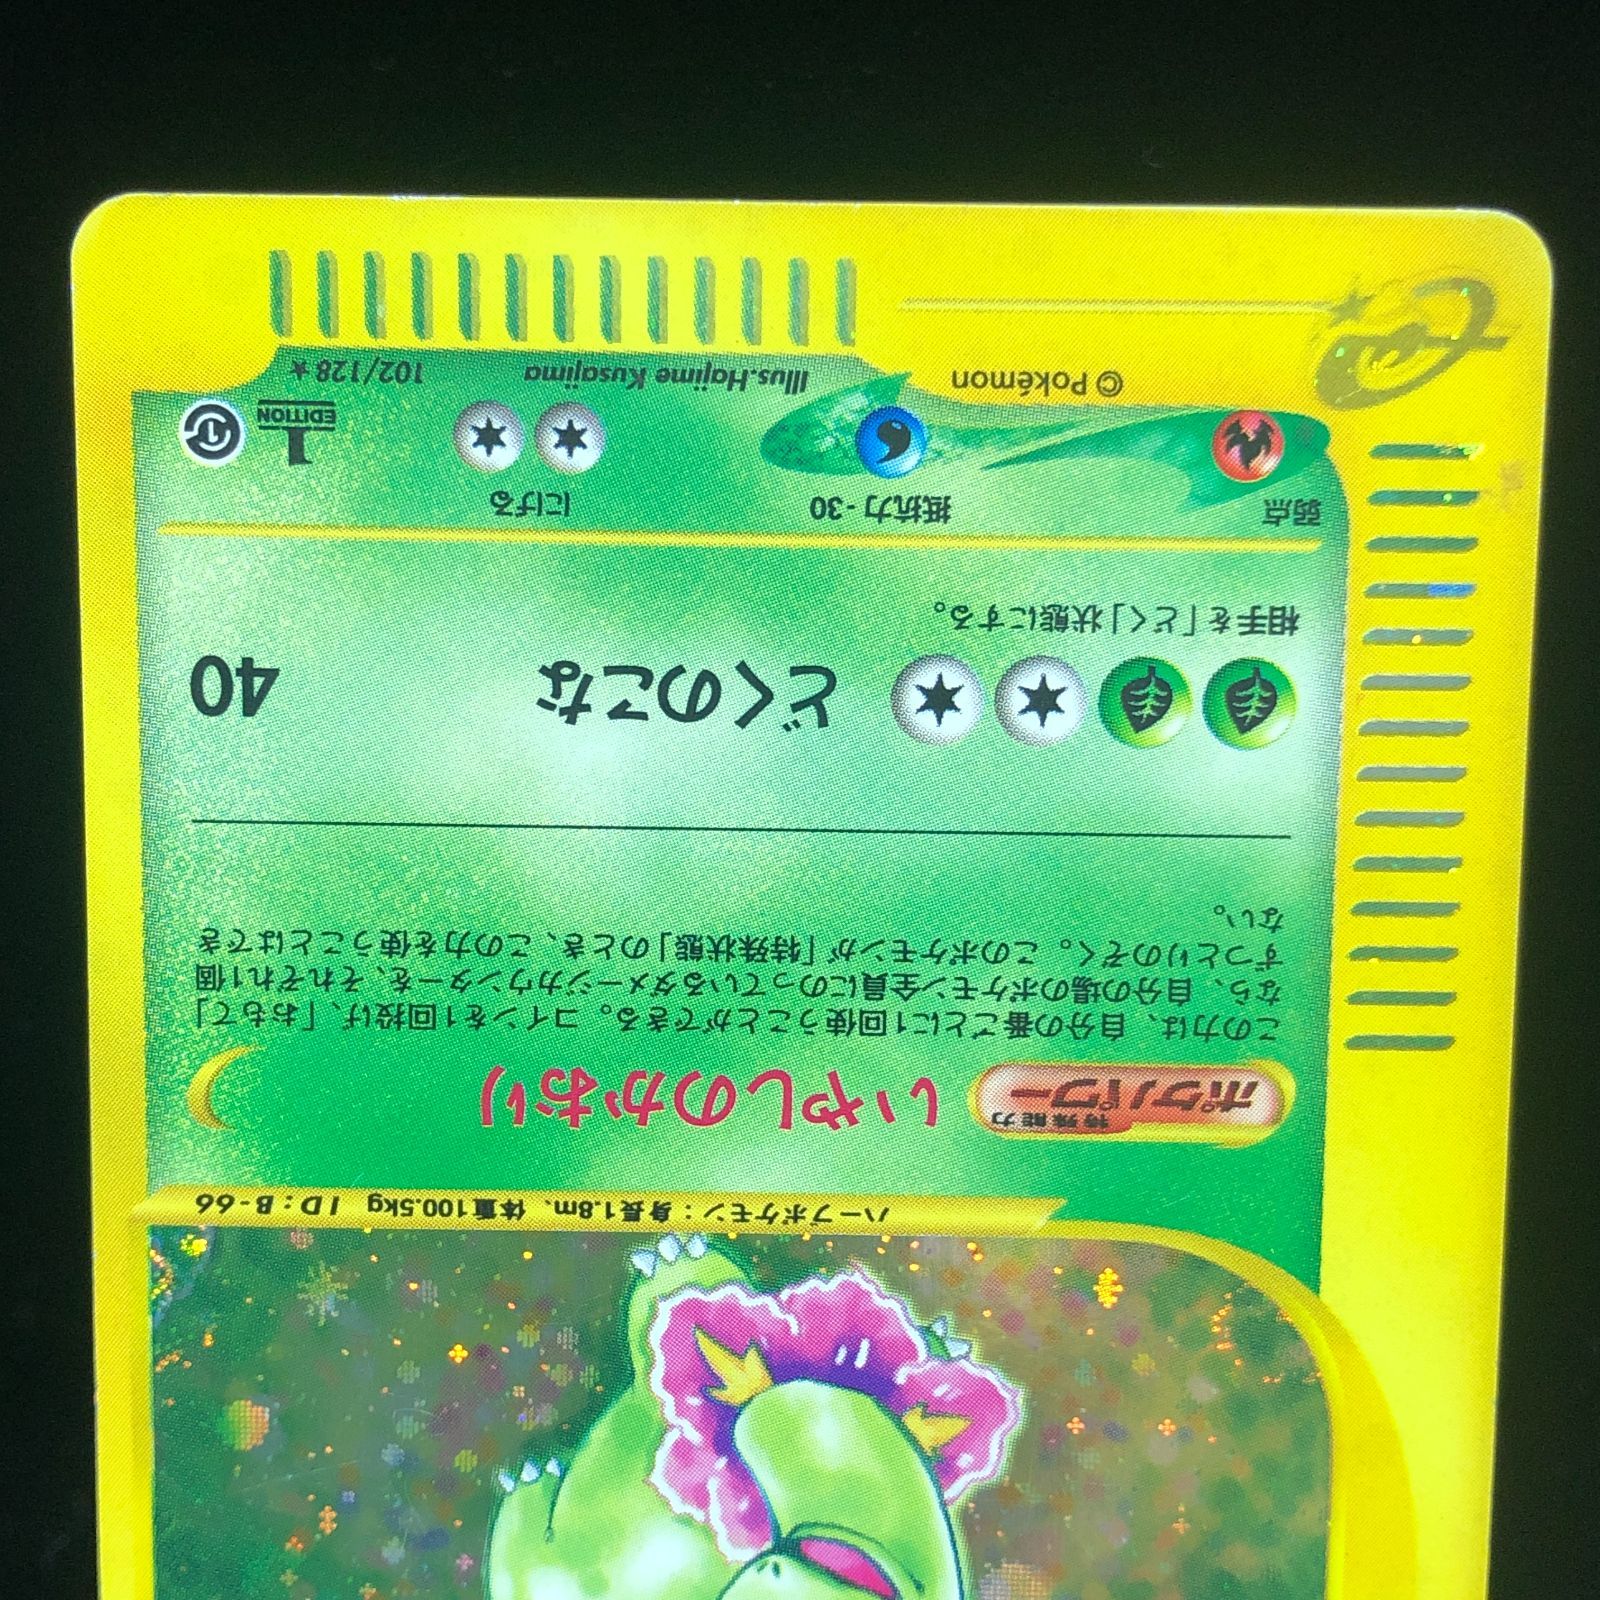 ハーブポケモン：身長1.8m、体重100.5kg ID：B-66
特殊能力
ポケパワー いやしのかおり
この力は、自分の番ごとに1回使うことができる。コインを1回投げ、「おもて」
なら、自分の場のポケモン全員にのっているダメージカウンターを、それぞれ1個
ずつとりのぞく。このポケモンが「特殊状態」のとき、この力を使うことはでき
ない。
どくのこな 40
相手を「どく」状態にする。
弱点 抵抗力 -30 にげる
1 EDITION
© Pokémon Illus.Hajime Kusajima 102/128★